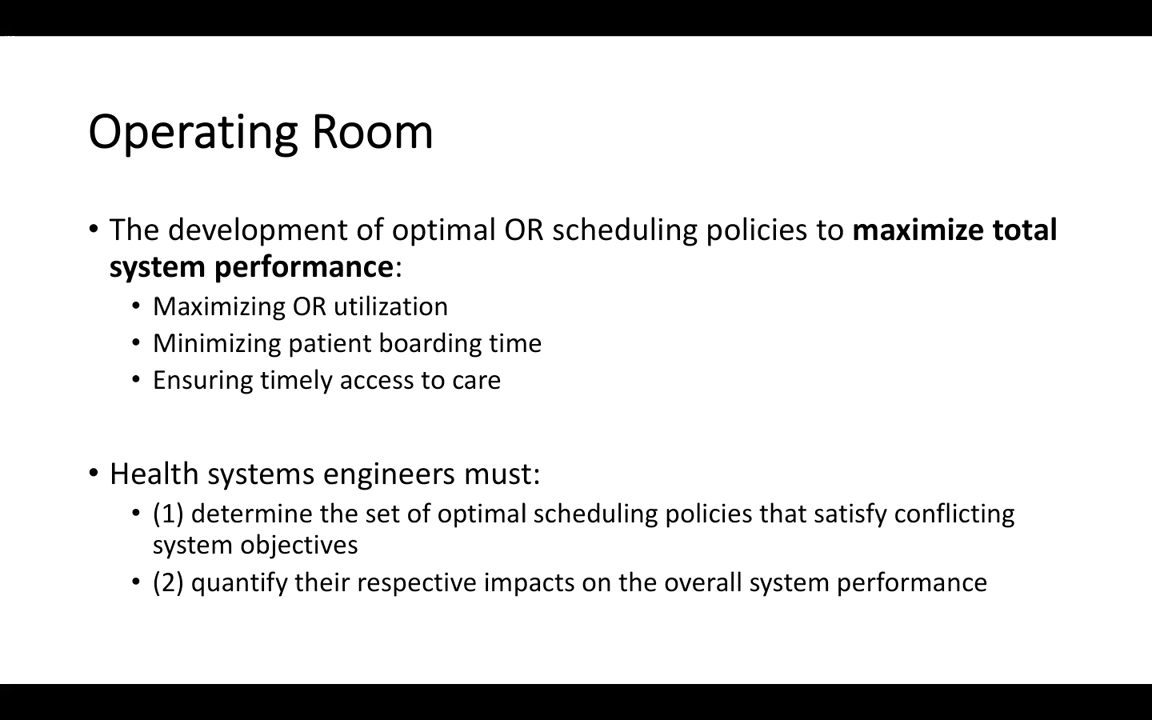 Operating Room
• The development of optimal OR scheduling policies to maximize total
system performance:
• Maximizing OR utilization
• Minimizing patient boarding time
• Ensuring timely access to care
• Health systems engineers must:
• (1) determine the set of optimal scheduling policies that satisfy conflicting
system objectives
• (2) quantify their respective impacts on the overall system performance